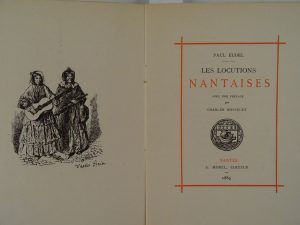 PAUL EUDEL
LES LOCUTIONS
NANTAISES
AVEC UNE PRÉFACE
par
CHARLES MONSELET
NANTES
A. MOREL, ÉDITEUR
1884